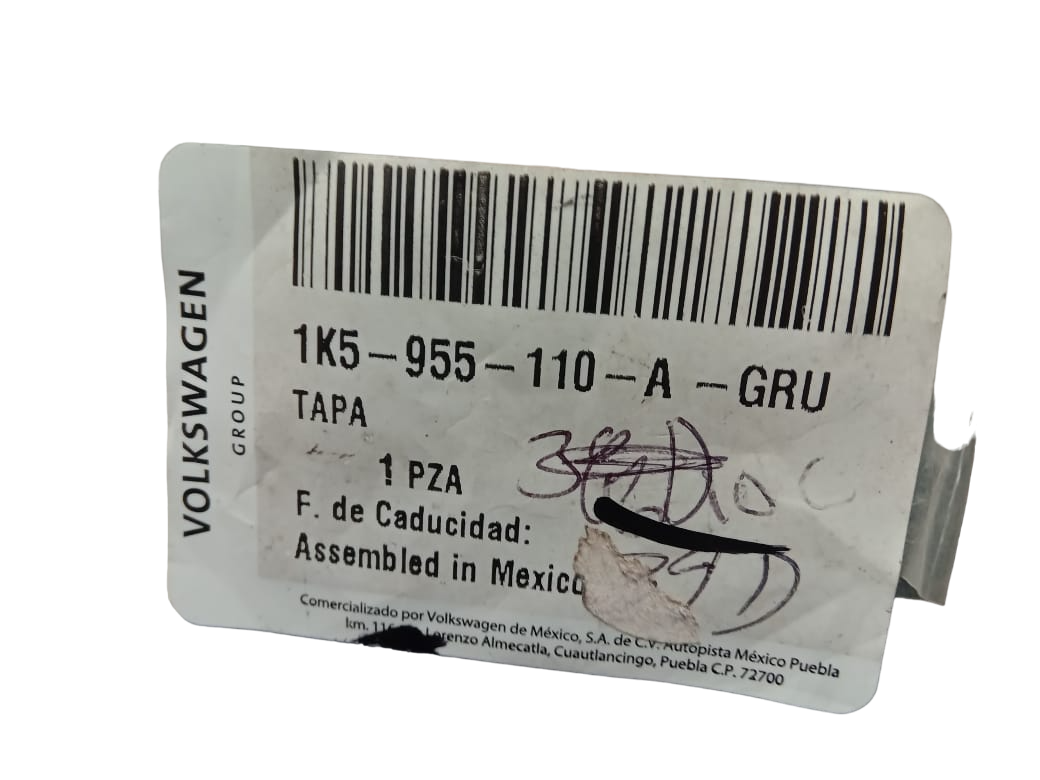 VOLKSWAGEN
GROUP
1K5-955-110-A -GRU
TAPA
1 PZA
F. de Caducidad:
Assembled in Mexico
Comercializado por Volkswagen de México, S.A. de C.V. Autopista México Puebla
km. Lorenzo Almecatla, Cuautlancingo, Puebla C.P. 72700